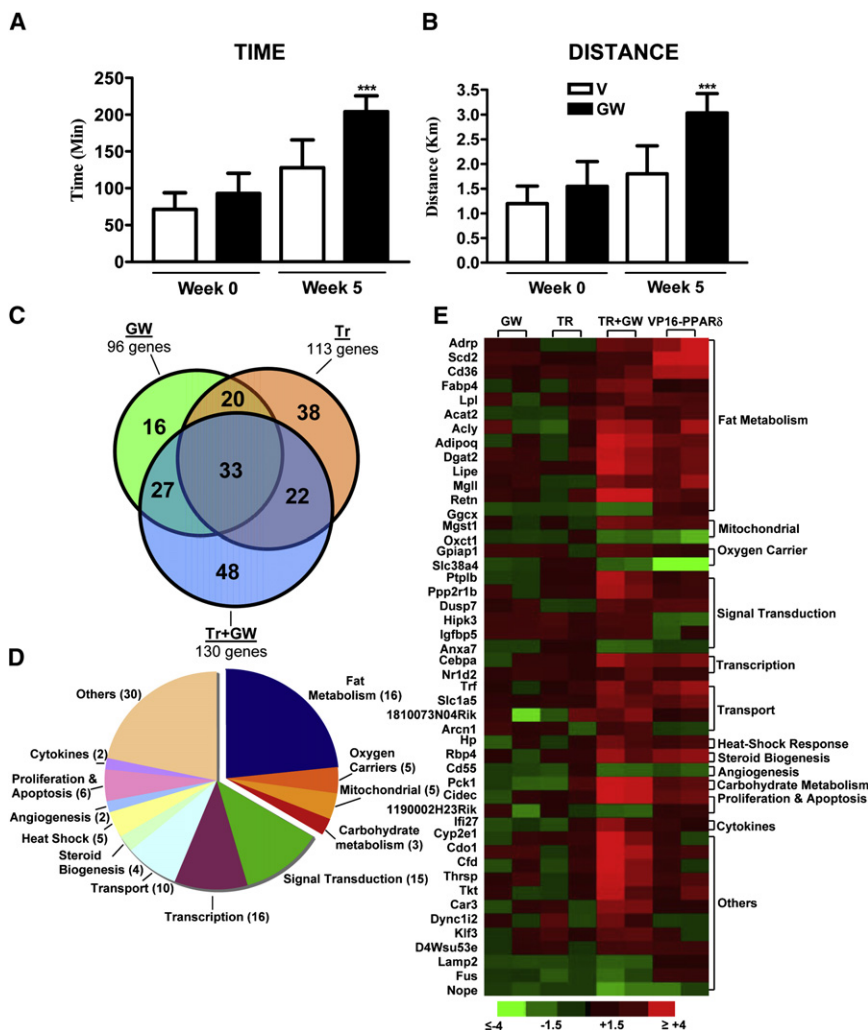 A
TIME
Time (Min)
250
200
150
100
50
0
***
Week 0
Week 5
B
DISTANCE
Distance (Km)
3.5
3.0
2.5
2.0
1.5
1.0
0.5
0.0
V
GW
***
Week 0
Week 5
C
GW
96 genes
Tr
113 genes
16
20
38
27
33
22
48
Tr+GW
130 genes
D
Others (30)
Fat
Metabolism (16)
Oxygen
Carriers (5)
Mitochondrial (5)
Carbohydrate
metabolism (3)
Signal Transduction (15)
Transcription (16)
Transport (10)
Steroid
Biogenesis (4)
Heat Shock (5)
Angiogenesis (2)
Proliferation &
Apoptosis (6)
Cytokines (2)
E
GW TR TR+GW VP16-PPARδ
Adrp
Scd2
Cd36
Fabp4
Lpl
Acat2
Acly
Adipoq
Dgat2
Lipe
Mgll
Retn
Ggcx
Mgst1
Oxct1
Gpiap1
Slc38a4
Ptplb
Ppp2r1b
Dusp7
Hipk3
Igfbp5
Anxa7
Cebpa
Nr1d2
Trf
Slc1a5
1810073N04Rik
Arcn1
Hp
Rbp4
Cd55
Pck1
Cidec
1190002H23Rik
Ifi27
Cyp2e1
Cdo1
Cfd
Thrsp
Tkt
Car3
Dync1i2
Klf3
D4Wsu53e
Lamp2
Fus
Nope
Fat Metabolism
Mitochondrial
Oxygen Carrier
Signal Transduction
Transcription
Transport
Heat-Shock Response
Steroid Biogenesis
Angiogenesis
Carbohydrate Metabolism
Proliferation & Apoptosis
Cytokines
Others
≤-4 -1.5 +1.5 ≥ +4